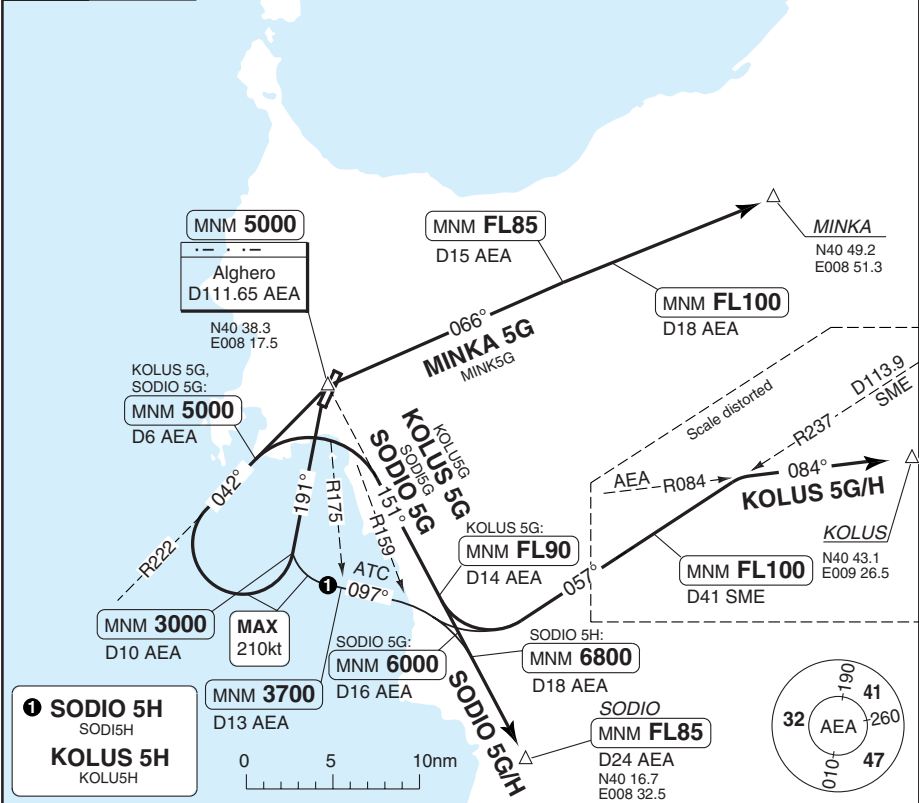 MNM 5000
Alghero
D111.65 AEA
N40 38.3
E008 17.5
MNM FL85
D15 AEA
MINKA
N40 49.2
E008 51.3
MNM FL100
D18 AEA
066°
MINKA 5G
MINK5G
KOLUS 5G,
SODIO 5G:
MNM 5000
D6 AEA
Scale distorted
D113.9
SME
R237
AEA
R084
084°
KOLUS 5G/H
KOLUS
N40 43.1
E009 26.5
KOLU5G
KOLUS 5G
SODI5G
SODIO 5G
042°
191°
R175
151°
R159
R222
KOLUS 5G:
MNM FL90
D14 AEA
057°
MNM FL100
D41 SME
ATC
097°
1
MNM 3000
D10 AEA
MAX
210kt
SODIO 5G:
MNM 6000
D16 AEA
SODIO 5H:
MNM 6800
D18 AEA
MNM 3700
D13 AEA
SODIO 5G/H
SODIO
MNM FL85
D24 AEA
N40 16.7
E008 32.5
1 SODIO 5H
SODI5H
KOLUS 5H
KOLU5H
0 5 10nm
190
41
32
AEA
260
010
47